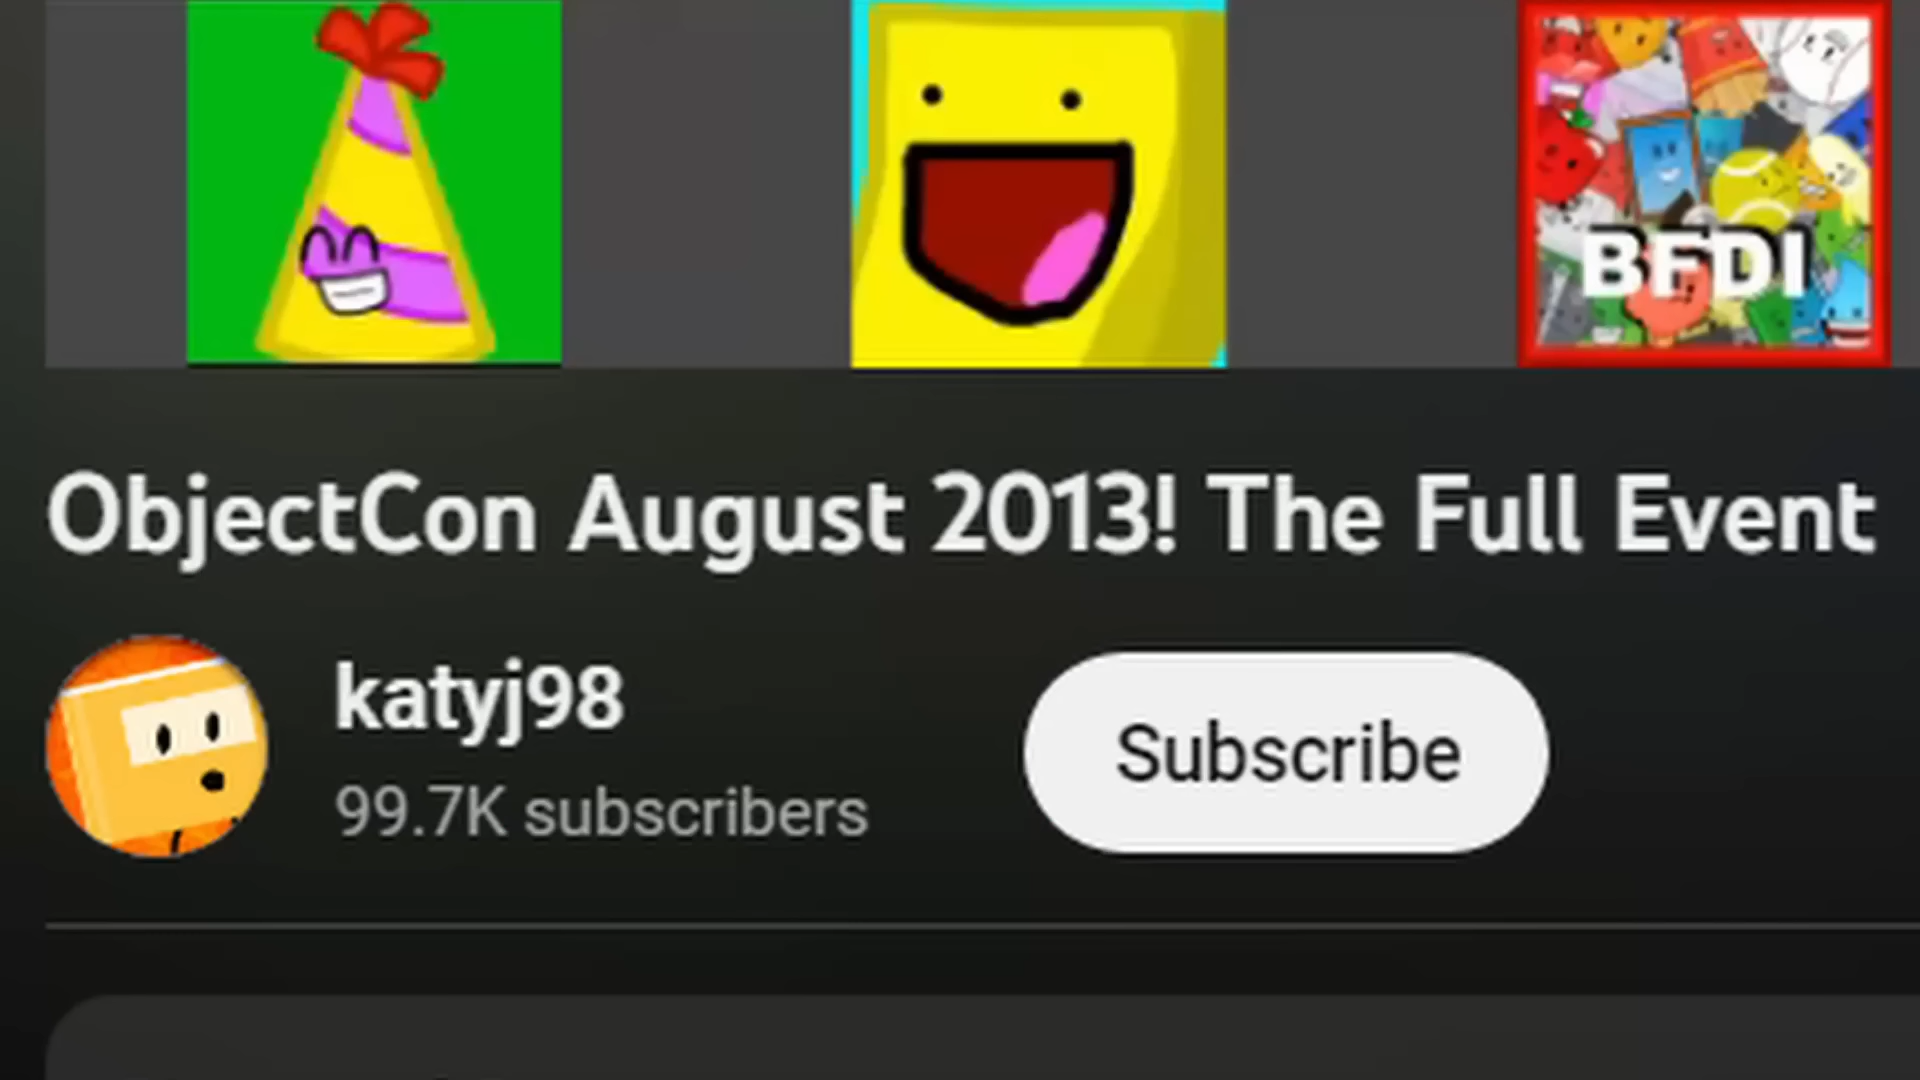 BFDI
ObjectCon August 2013! The Full Event
katyj98
99.7K subscribers
Subscribe